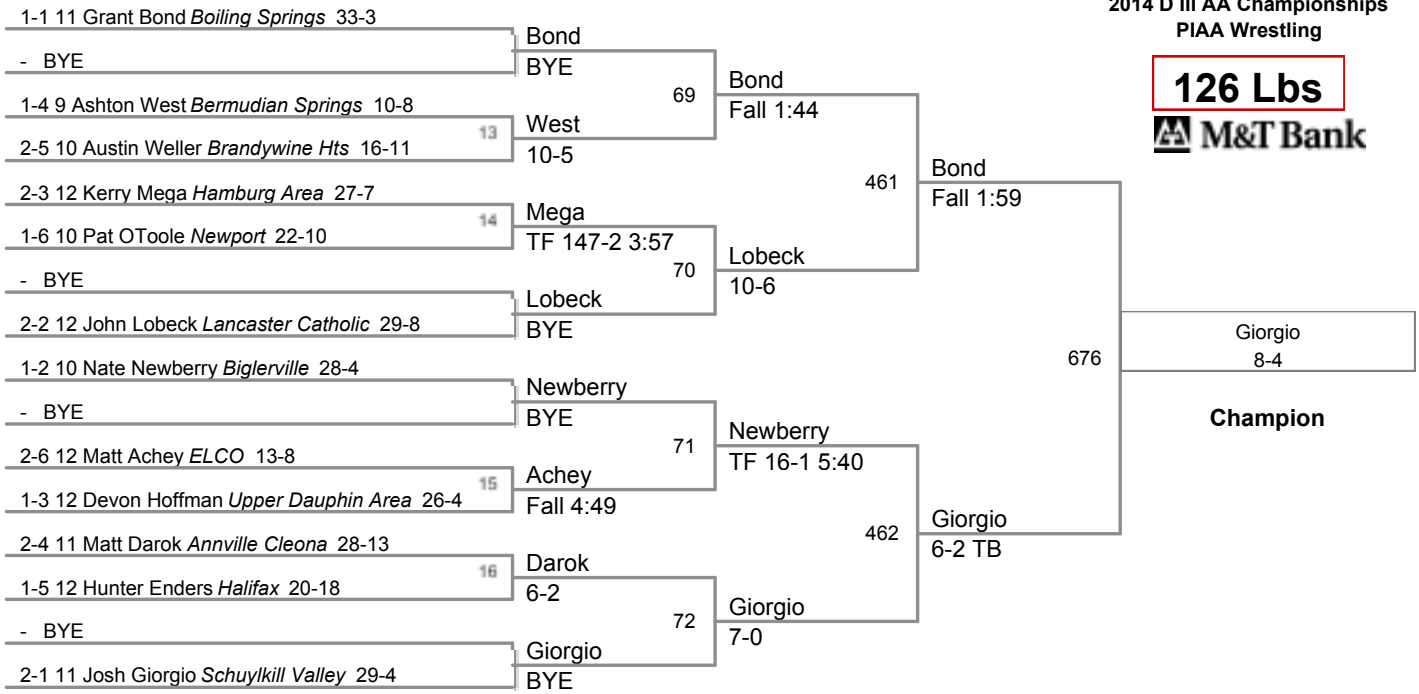 2014 D III AA Championships
PIAA Wrestling
126 Lbs
M&T Bank
1-1 11 Grant Bond Boiling Springs 33-3
- BYE
1-4 9 Ashton West Bermudian Springs 10-8
2-5 10 Austin Weller Brandywine Hts 16-11
2-3 12 Kerry Mega Hamburg Area 27-7
1-6 10 Pat OToole Newport 22-10
- BYE
2-2 12 John Lobeck Lancaster Catholic 29-8
1-2 10 Nate Newberry Biglerville 28-4
- BYE
2-6 12 Matt Achey ELCO 13-8
1-3 12 Devon Hoffman Upper Dauphin Area 26-4
2-4 11 Matt Darok Annville Cleona 28-13
1-5 12 Hunter Enders Halifax 20-18
- BYE
2-1 11 Josh Giorgio Schuylkill Valley 29-4
Bond
BYE
13
West
10-5
14
Mega
TF 147-2 3:57
Lobeck
BYE
Newberry
BYE
15
Achey
Fall 4:49
16
Darok
6-2
Giorgio
BYE
69
Bond
Fall 1:44
70
Lobeck
10-6
71
Newberry
TF 16-1 5:40
72
Giorgio
7-0
461
Bond
Fall 1:59
462
Giorgio
6-2 TB
676
Giorgio
8-4
Champion